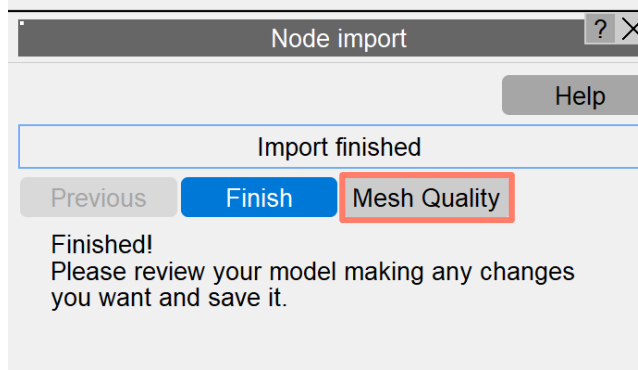 Node import
?
Help
Import finished
Previous Finish Mesh Quality
Finished!
Please review your model making any changes
you want and save it.